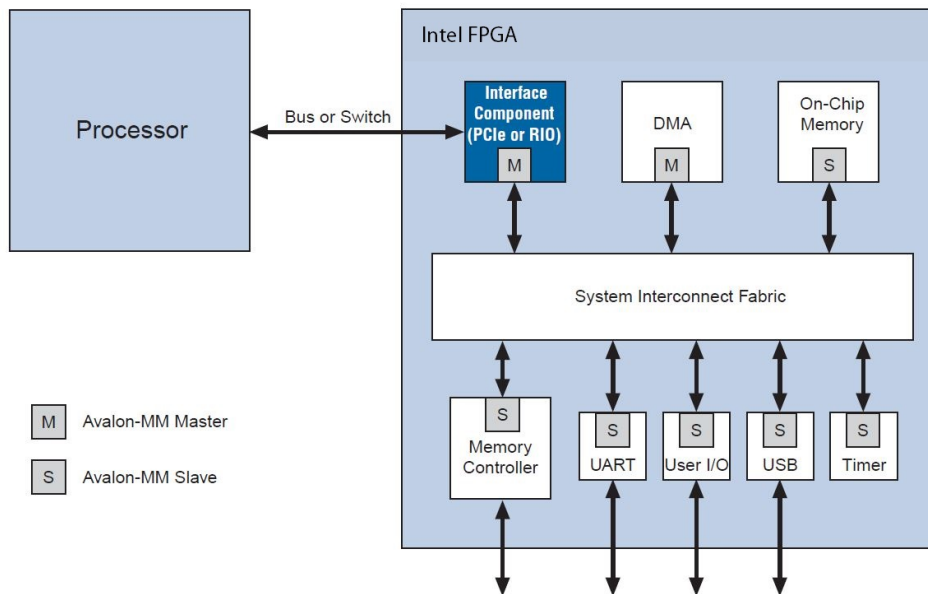 Intel FPGA
Processor
Bus or Switch
Interface
Component
(PCIe or RIO)
M
DMA
M
On-Chip
Memory
S
System Interconnect Fabric
S
Memory
Controller
S
UART
S
User I/O
S
USB
S
Timer
M Avalon-MM Master
S Avalon-MM Slave